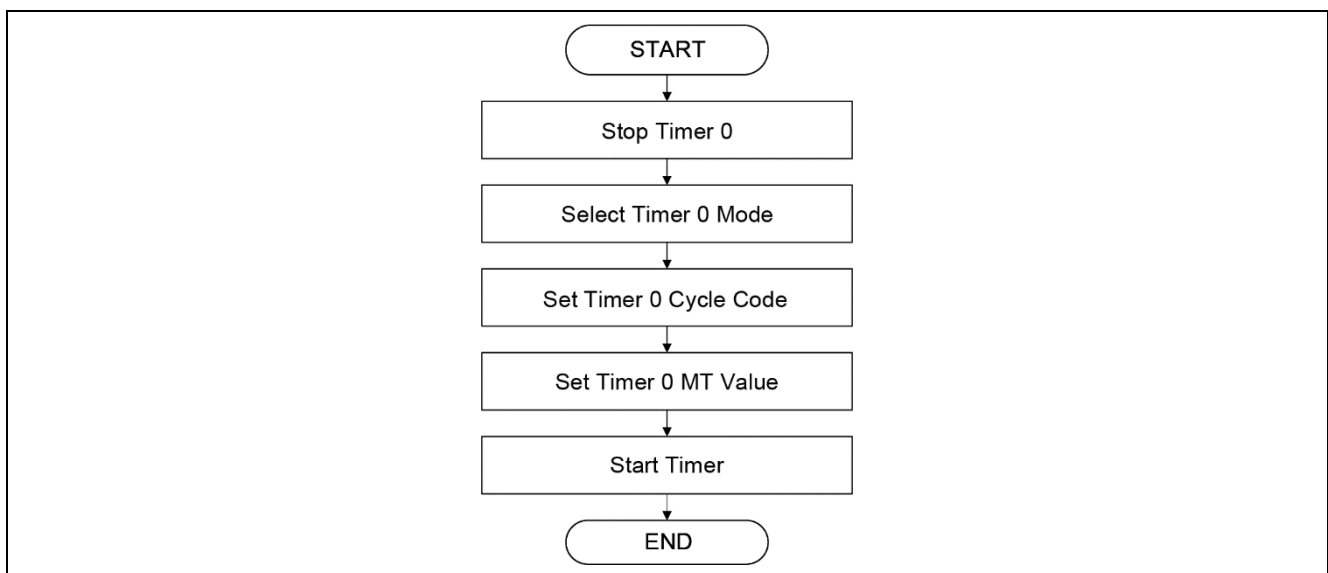 START
Stop Timer 0
Select Timer 0 Mode
Set Timer 0 Cycle Code
Set Timer 0 MT Value
Start Timer
END